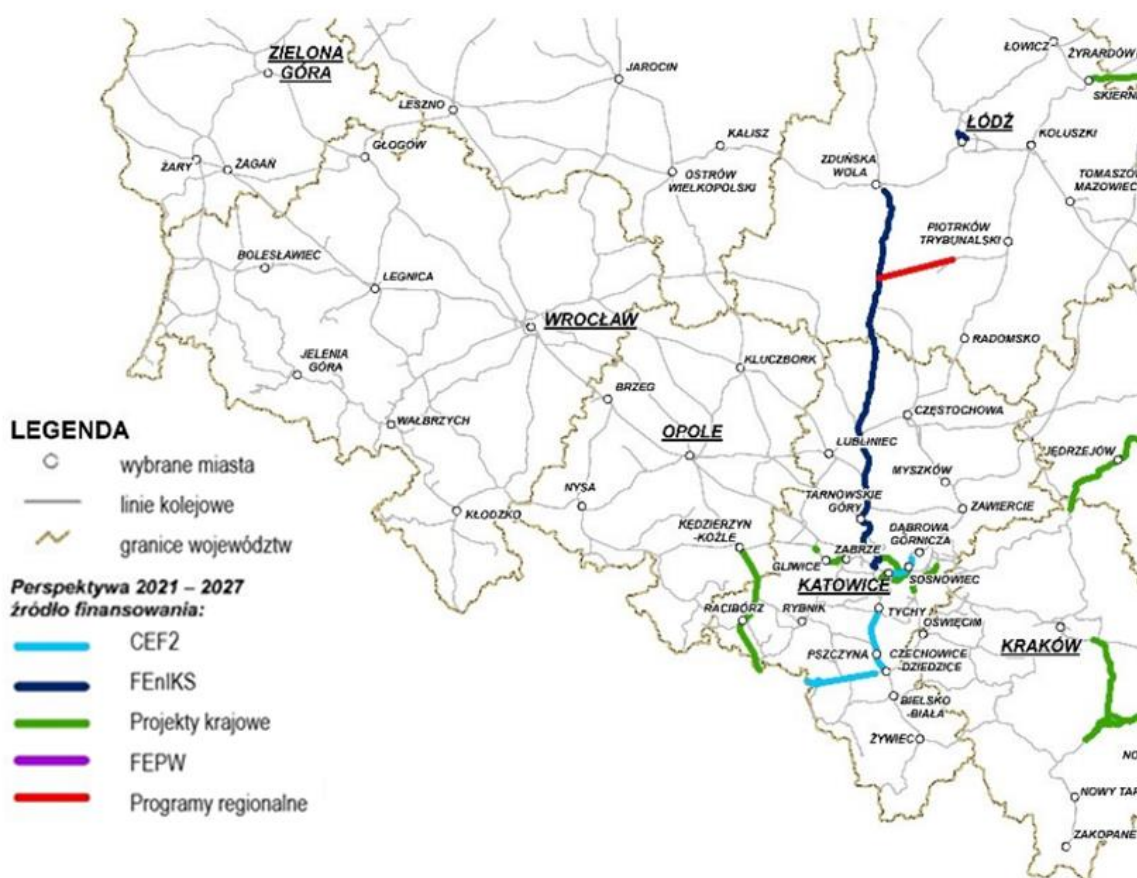 ZIELONA
GÓRA
JAROCIN
ŁOWICZ
ŻYRARDÓW
LESZNO
SKIERN
ŁÓDŹ
KALISZ
KOLUSZKI
GŁOGÓW
ŻARY
ŻAGAŃ
OSTRÓW
WIELKOPOLSKI
ZDUŃSKA
WOLA
TOMASZÓW
MAZOWIEC
PIOTRKÓW
TRYBUNALSKI
BOLESŁAWIEC
LEGNICA
WROCŁAW
RADOMSKO
JELENIA
GÓRA
KLUCZBORK
BRZEG
CZĘSTOCHOWA
WAŁBRZYCH
OPOLE
LUBLINIEC
JĘDRZEJÓW
MYSZKÓW
NYSA
TARNOWSKIE
GÓRY
ZAWIERCIE
KŁODZKO
KĘDZIERZYN
-KOŹLE
DĄBROWA
GÓRNICZA
ZABRZE
GLIWICE
KATOWICE
SOSNOWIEC
RACIBÓRZ
RYBNIK
TYCHY
OŚWIĘCIM
KRAKÓW
PSZCZYNA
CZECHOWICE
DZIEDZICE
BIELSKO
-BIAŁA
ŻYWIEC
NO
NOWY TAR
ZAKOPANE
LEGENDA
wybrane miasta
linie kolejowe
granice województw
Perspektywa 2021 – 2027
źródło finansowania:
CEF2
FEnIKS
Projekty krajowe
FEPW
Programy regionalne